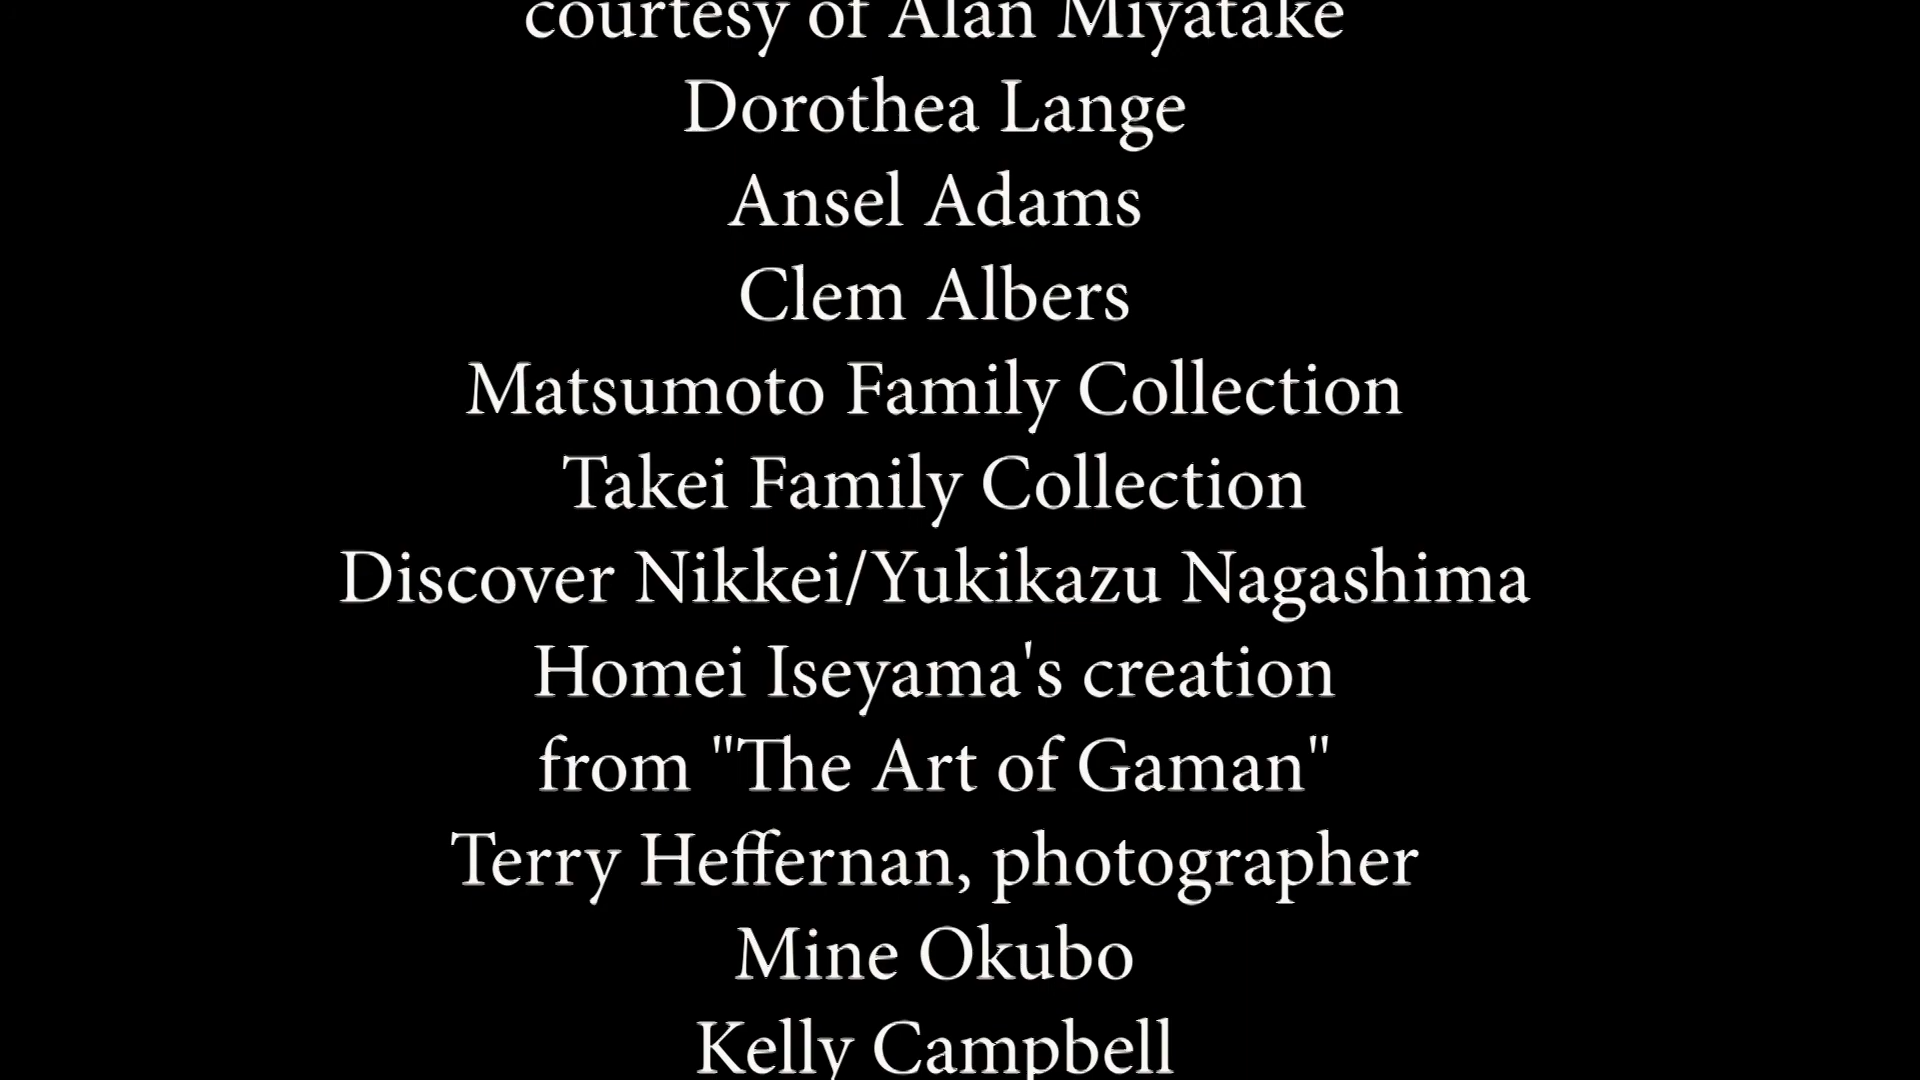 courtesy of Alan Miyatake
Dorothea Lange
Ansel Adams
Clem Albers
Matsumoto Family Collection
Takei Family Collection
Discover Nikkei/Yukikazu Nagashima
Homei Iseyama's creation
from "The Art of Gaman"
Terry Heffernan, photographer
Mine Okubo
Kelly Campbell